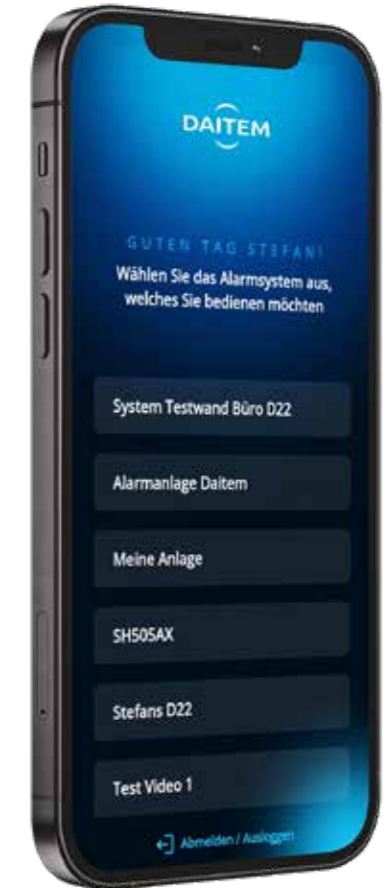 DAITEM
GUTEN TAG STEFAN!
Wählen Sie das Alarmsystem aus,
welches Sie bedienen möchten
System Testwand Büro D22
Alarmanlage Daitem
Meine Anlage
SH505AX
Stefans D22
Test Video 1
Abmelden / Ausloggen